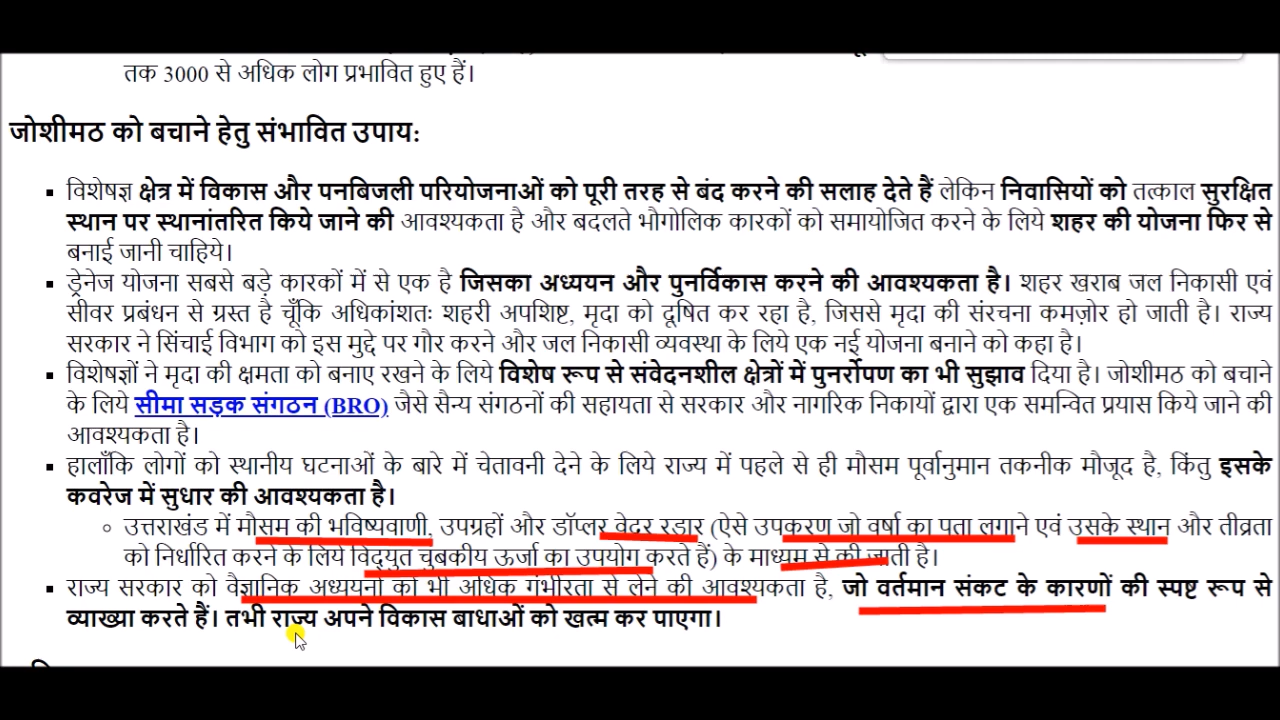 तक 3000 से अधिक लोग प्रभावित हुए हैं।
जोशीमठ को बचाने हेतु संभावित उपाय:
▪ विशेषज्ञ क्षेत्र में विकास और पनबिजली परियोजनाओं को पूरी तरह से बंद करने की सलाह देते हैं लेकिन निवासियों को तत्काल सुरक्षित
स्थान पर स्थानांतरित किये जाने की आवश्यकता है और बदलते भौगोलिक कारकों को समायोजित करने के लिये शहर की योजना फिर से
बनाई जानी चाहिये।
▪ ड्रेनेज योजना सबसे बड़े कारकों में से एक है जिसका अध्ययन और पुनर्विकास करने की आवश्यकता है। शहर खराब जल निकासी एवं
सीवर प्रबंधन से ग्रस्त है चूँकि अधिकांशतः शहरी अपशिष्ट, मृदा को दूषित कर रहा है, जिससे मृदा की संरचना कमज़ोर हो जाती है। राज्य
सरकार ने सिंचाई विभाग को इस मुद्दे पर गौर करने और जल निकासी व्यवस्था के लिये एक नई योजना बनाने को कहा है।
▪ विशेषज्ञों ने मृदा की क्षमता को बनाए रखने के लिये विशेष रूप से संवेदनशील क्षेत्रों में पुनर्रोपण का भी सुझाव दिया है। जोशीमठ को बचाने
के लिये सीमा सड़क संगठन (BRO) जैसे सैन्य संगठनों की सहायता से सरकार और नागरिक निकायों द्वारा एक समन्वित प्रयास किये जाने की
आवश्यकता है।
▪ हालाँकि लोगों को स्थानीय घटनाओं के बारे में चेतावनी देने के लिये राज्य में पहले से ही मौसम पूर्वानुमान तकनीक मौजूद है, किंतु इसके
कवरेज में सुधार की आवश्यकता है।
◦ उत्तराखंड में मौसम की भविष्यवाणी, उपग्रहों और डॉप्लर वेदर रडार (ऐसे उपकरण जो वर्षा का पता लगाने एवं उसके स्थान और तीव्रता
को निर्धारित करने के लिये विद्युत चुंबकीय ऊर्जा का उपयोग करते हैं) के माध्यम से की जाती है।
▪ राज्य सरकार को वैज्ञानिक अध्ययनों को भी अधिक गंभीरता से लेने की आवश्यकता है, जो वर्तमान संकट के कारणों की स्पष्ट रूप से
व्याख्या करते हैं। तभी राज्य अपने विकास बाधाओं को खत्म कर पाएगा।